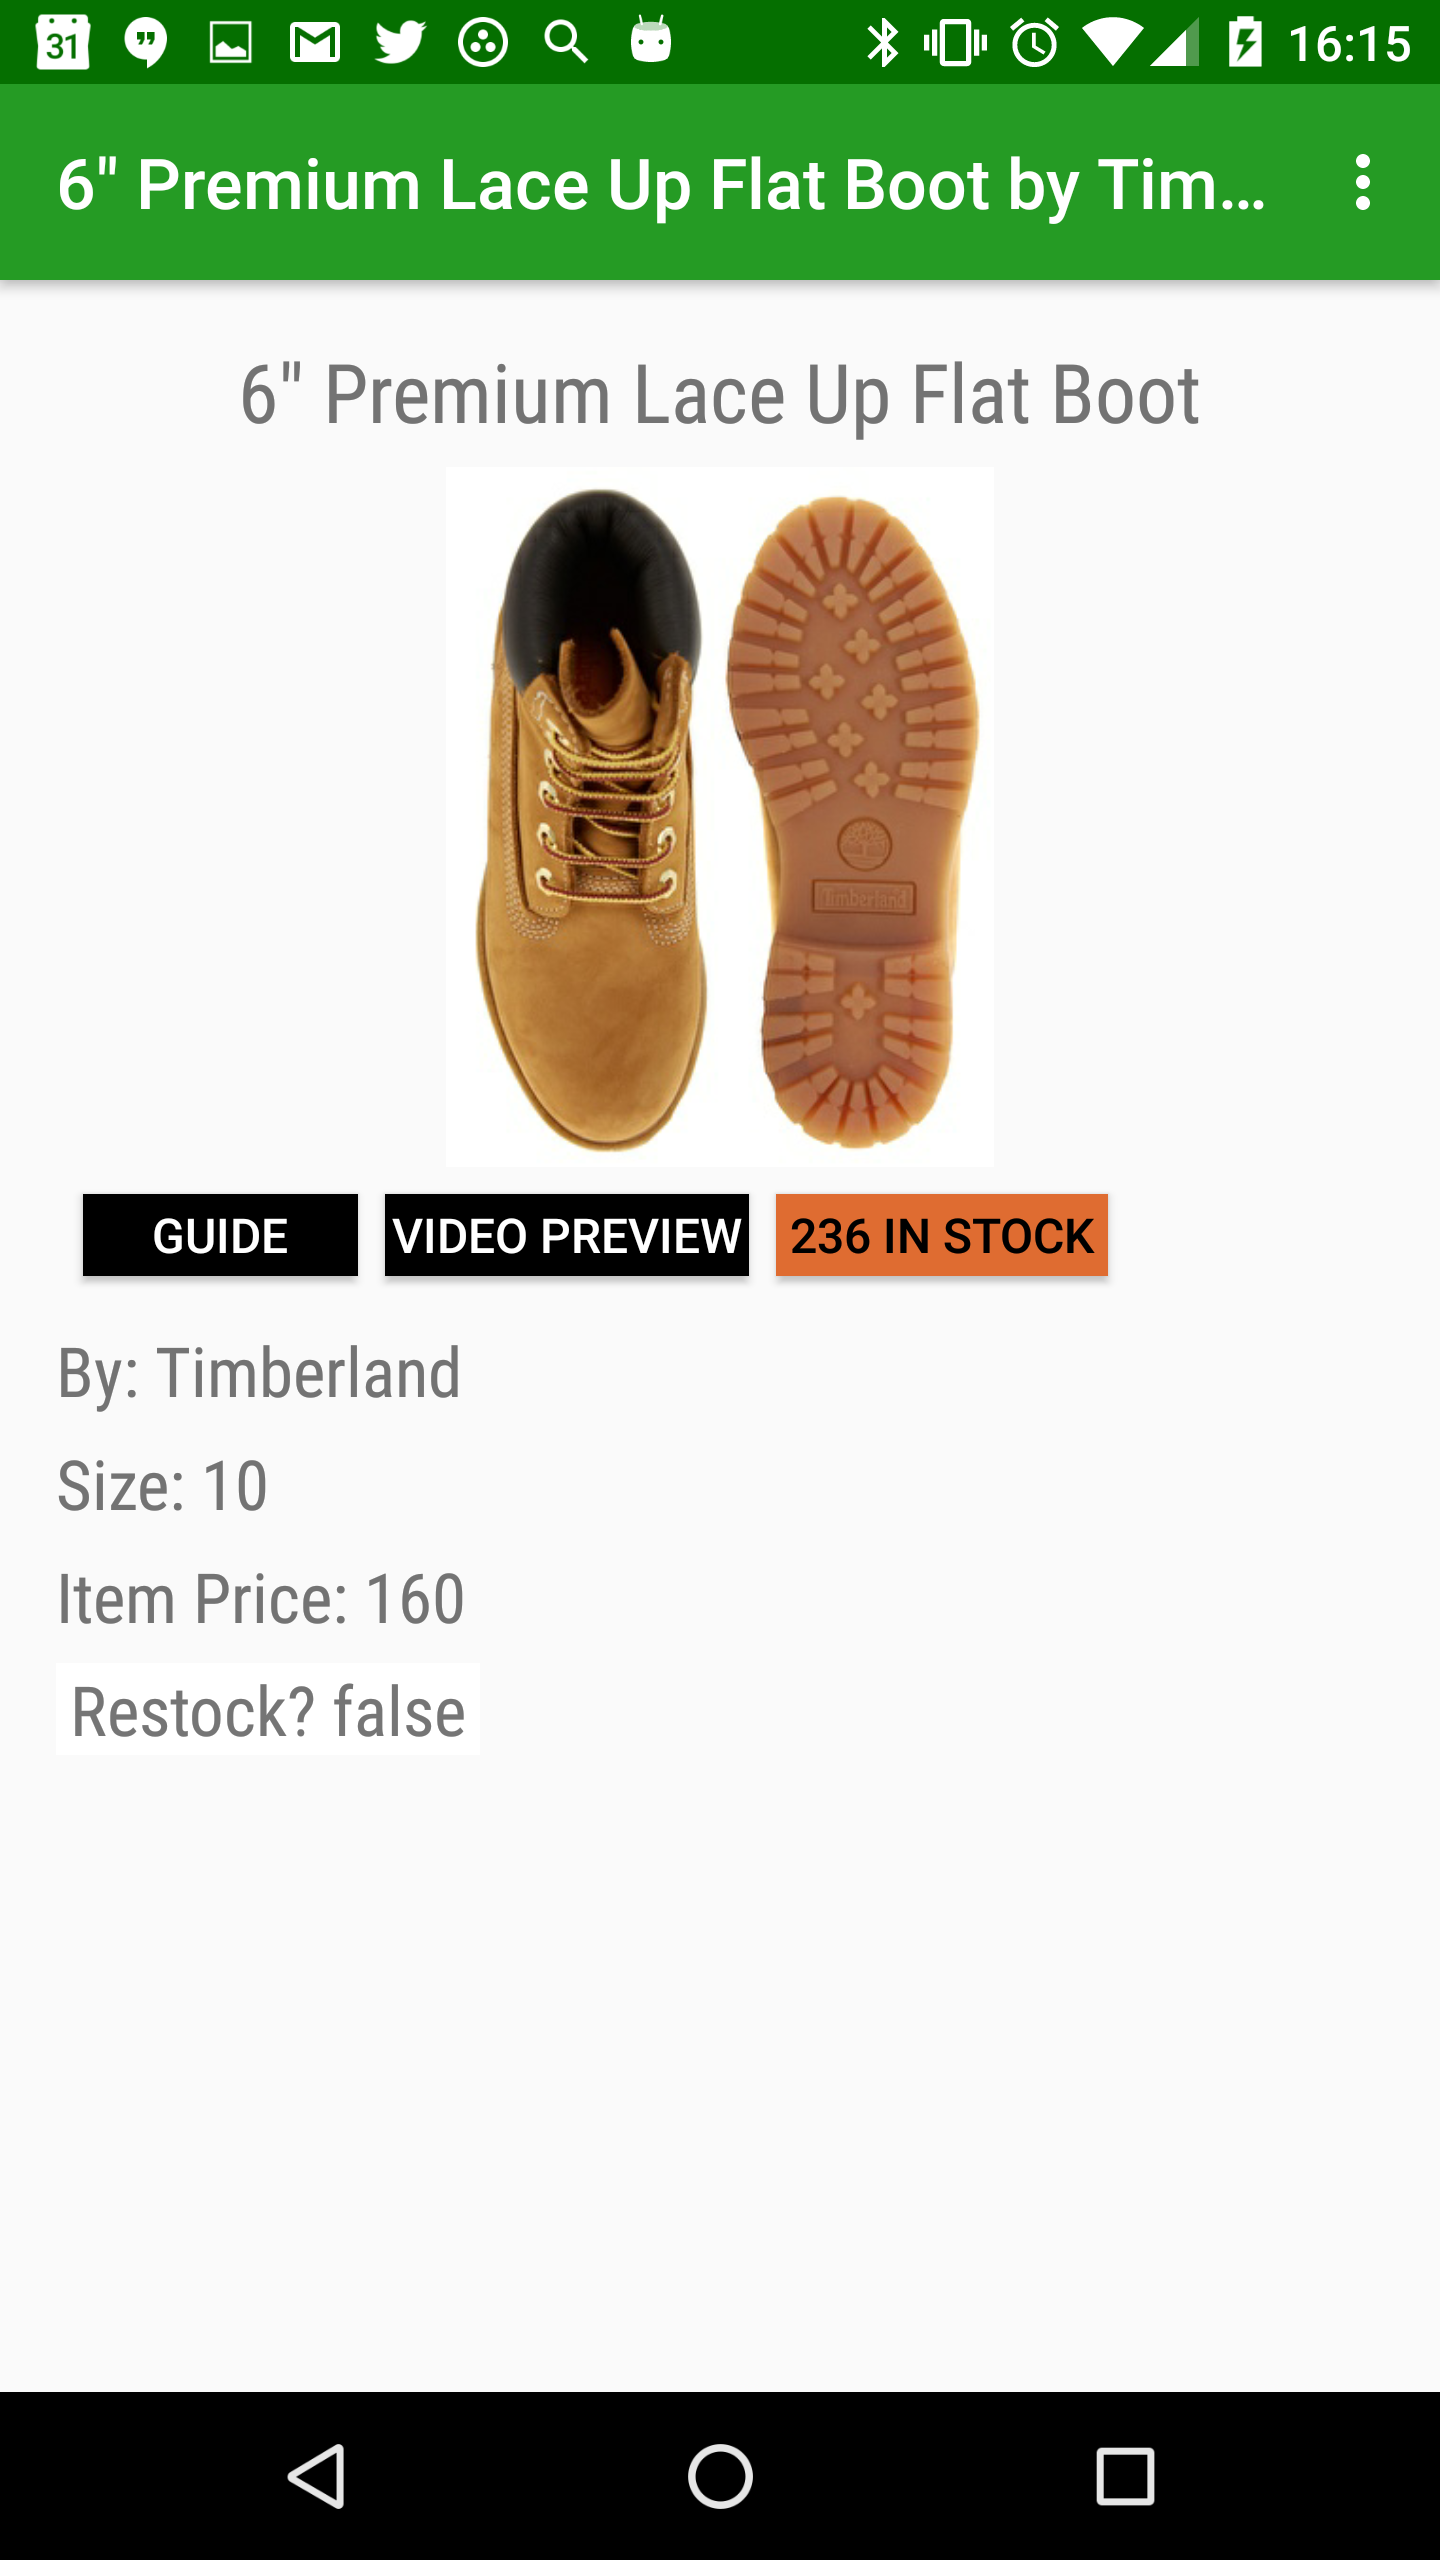 31
16:15
6" Premium Lace Up Flat Boot by Tim...
6" Premium Lace Up Flat Boot
Timberland
GUIDE
VIDEO PREVIEW
236 IN STOCK
By: Timberland
Size: 10
Item Price: 160
Restock? false